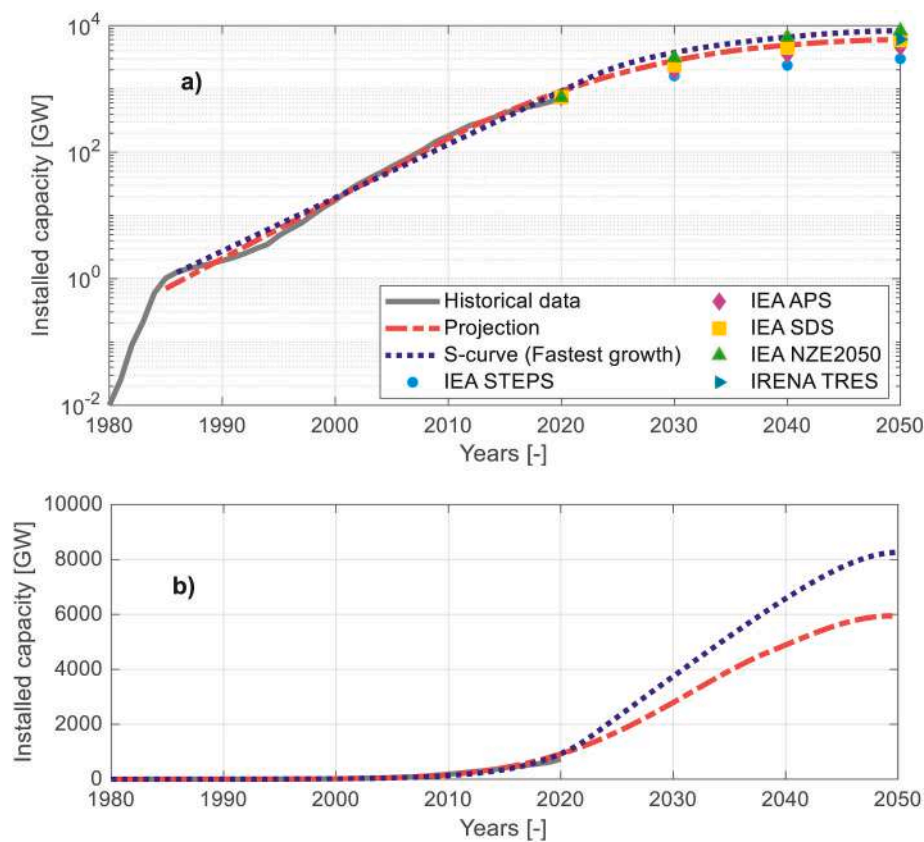 a)
Installed capacity [GW]
10^4
10^2
10^0
10^-2
Historical data
Projection
S-curve (Fastest growth)
IEA STEPS
IEA APS
IEA SDS
IEA NZE2050
IRENA TRES
1980 1990 2000 2010 2020 2030 2040 2050
Years [-]
b)
Installed capacity [GW]
10000
8000
6000
4000
2000
0
1980 1990 2000 2010 2020 2030 2040 2050
Years [-]